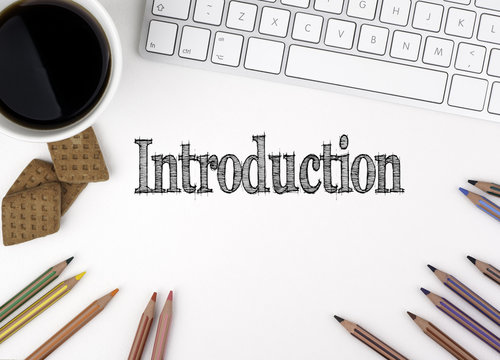 Introduction
H J K L
Z X C V B N M